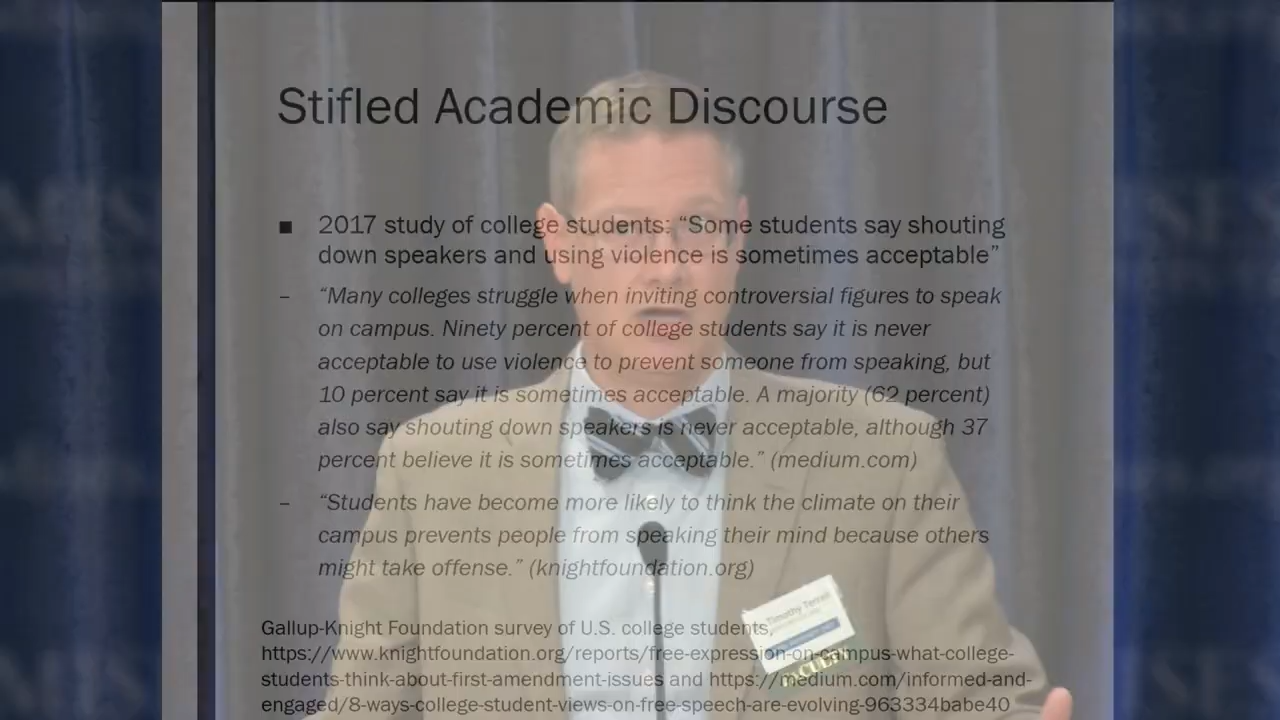 Stifled Academic Discourse
■ 2017 study of college students: “Some students say shouting
down speakers and using violence is sometimes acceptable”
– “Many colleges struggle when inviting controversial figures to speak
on campus. Ninety percent of college students say it is never
acceptable to use violence to prevent someone from speaking, but
10 percent say it is sometimes acceptable. A majority (62 percent)
also say shouting down speakers is never acceptable, although 37
percent believe it is sometimes acceptable.” (medium.com)
– “Students have become more likely to think the climate on their
campus prevents people from speaking their mind because others
might take offense.” (knightfoundation.org)
Timothy Terrell
FACULTY
Gallup-Knight Foundation survey of U.S. college students,
https://www.knightfoundation.org/reports/free-expression-on-campus-what-college-
students-think-about-first-amendment-issues and https://medium.com/informed-and-
engaged/8-ways-college-student-views-on-free-speech-are-evolving-963334babe40